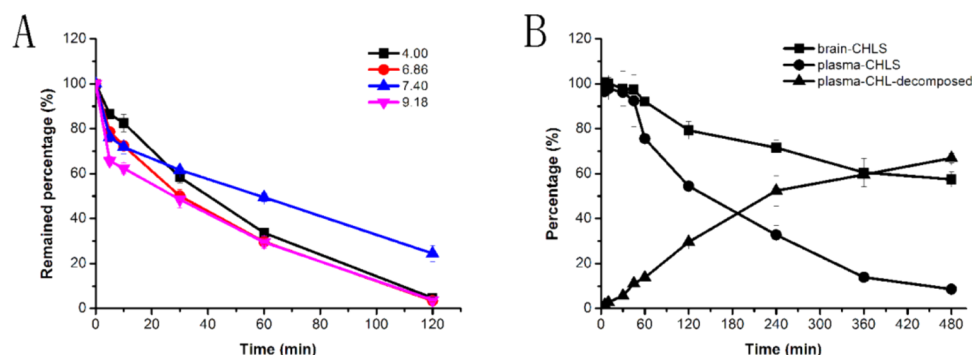 A
120
100
80
60
40
20
0
Remained percentage (%)
0 20 40 60 80 100 120
Time (min)
4.00
6.86
7.40
9.18
B
120
100
80
60
40
20
0
Percentage (%)
0 60 120 180 240 300 360 420 480
Time (min)
brain-CHLS
plasma-CHLS
plasma-CHL-decomposed